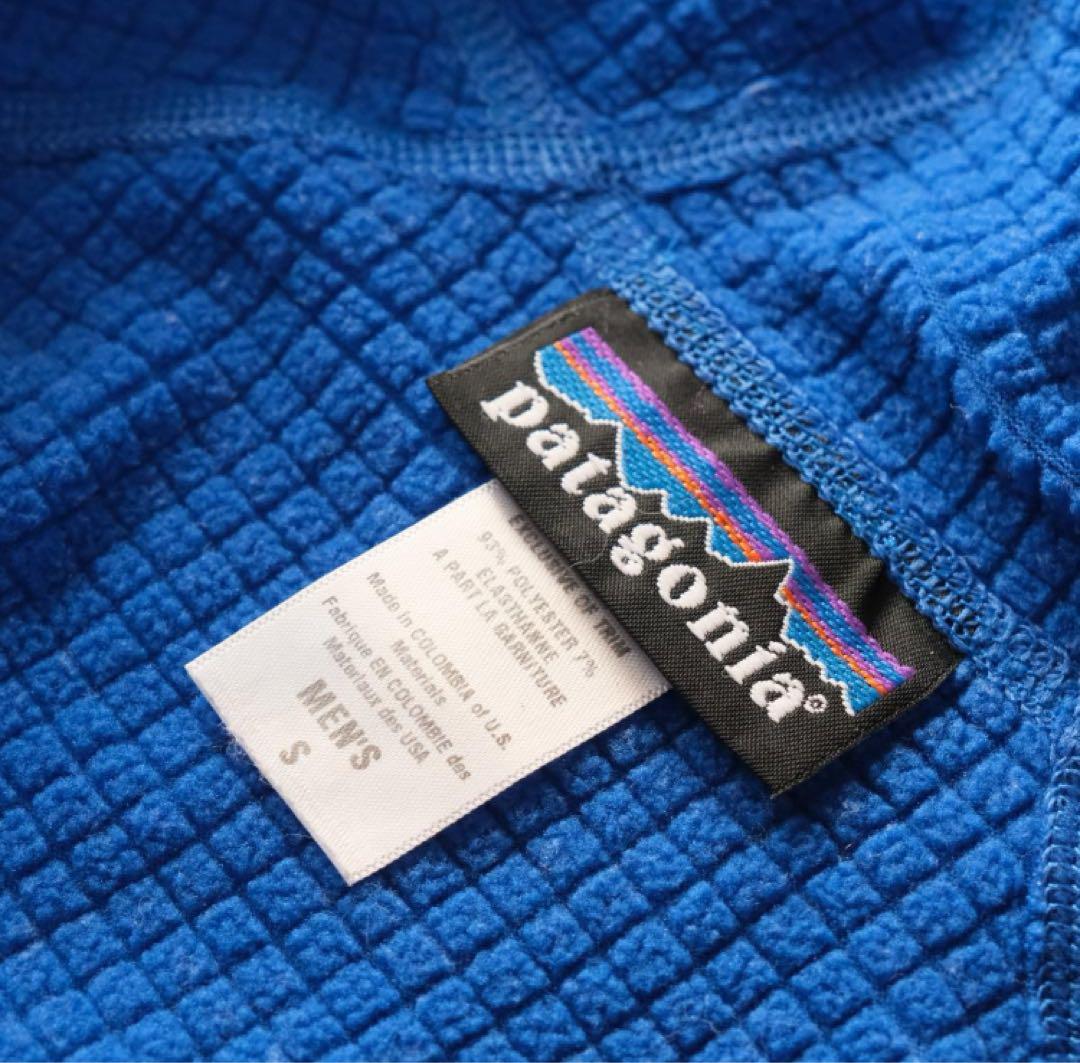 patagonia®
EXCLUSIVE OF TRIM
93% POLYESTER 7%
ELASTHANNE
A PART LA GARNITURE
Made in COLOMBIA of U.S.
Materials
Fabriqué EN COLOMBIE das
Materiaux des USA
MEN'S
S